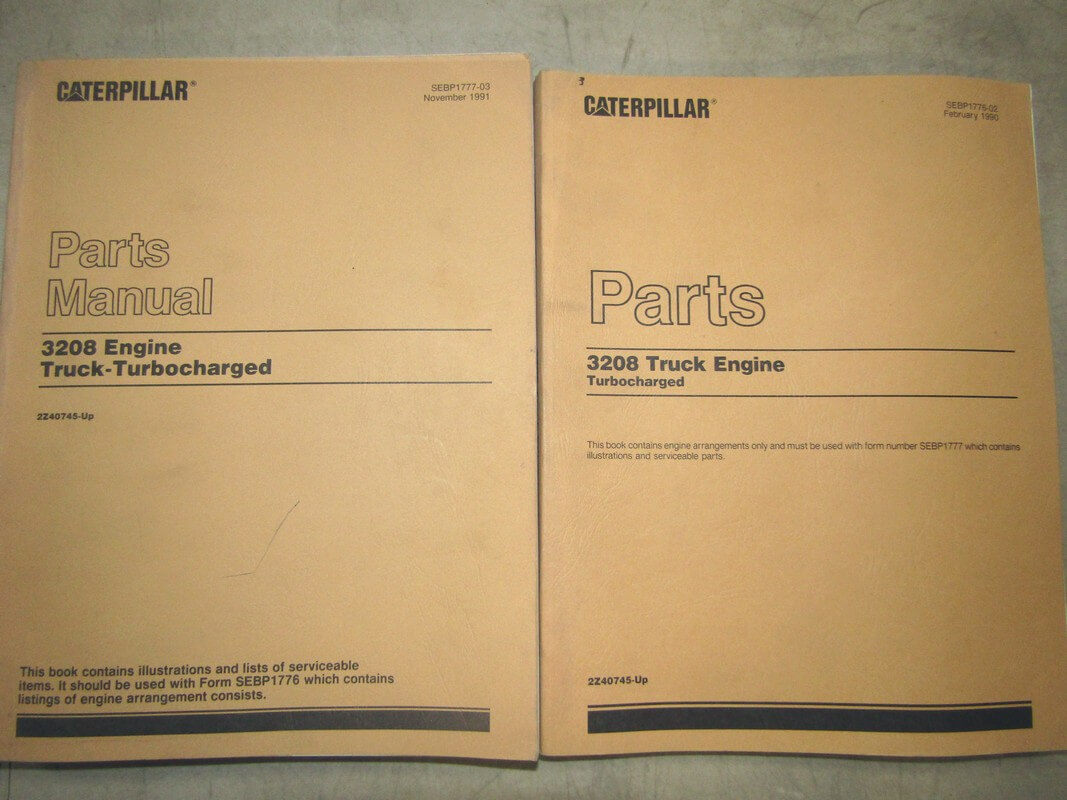 CATERPILLAR®
SEBP1777-03
November 1991
Parts
Manual
3208 Engine
Truck-Turbocharged
2Z40745-Up
This book contains illustrations and lists of serviceable
items. It should be used with Form SEBP1776 which contains
listings of engine arrangement consists.
CATERPILLAR®
February 1990
Parts
3208 Truck Engine
Turbocharged
This book contains engine arrangements only and must be used with form number SEBP1777 which contains
illustrations and serviceable parts.
2Z40745-Up